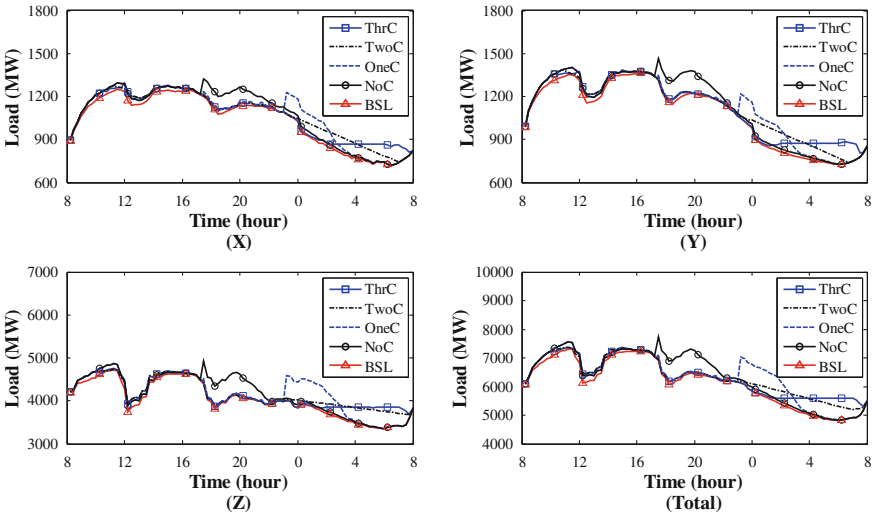 1800
1500
1200
900
600
Load (MW)
ThrC
TwoC
OneC
NoC
BSL
8 12 16 20 0 4 8
Time (hour)
(X)
1800
1500
1200
900
600
Load (MW)
ThrC
TwoC
OneC
NoC
BSL
8 12 16 20 0 4 8
Time (hour)
(Y)
7000
6000
5000
4000
3000
Load (MW)
ThrC
TwoC
OneC
NoC
BSL
8 12 16 20 0 4 8
Time (hour)
(Z)
10000
9000
8000
7000
6000
5000
4000
Load (MW)
ThrC
TwoC
OneC
NoC
BSL
8 12 16 20 0 4 8
Time (hour)
(Total)